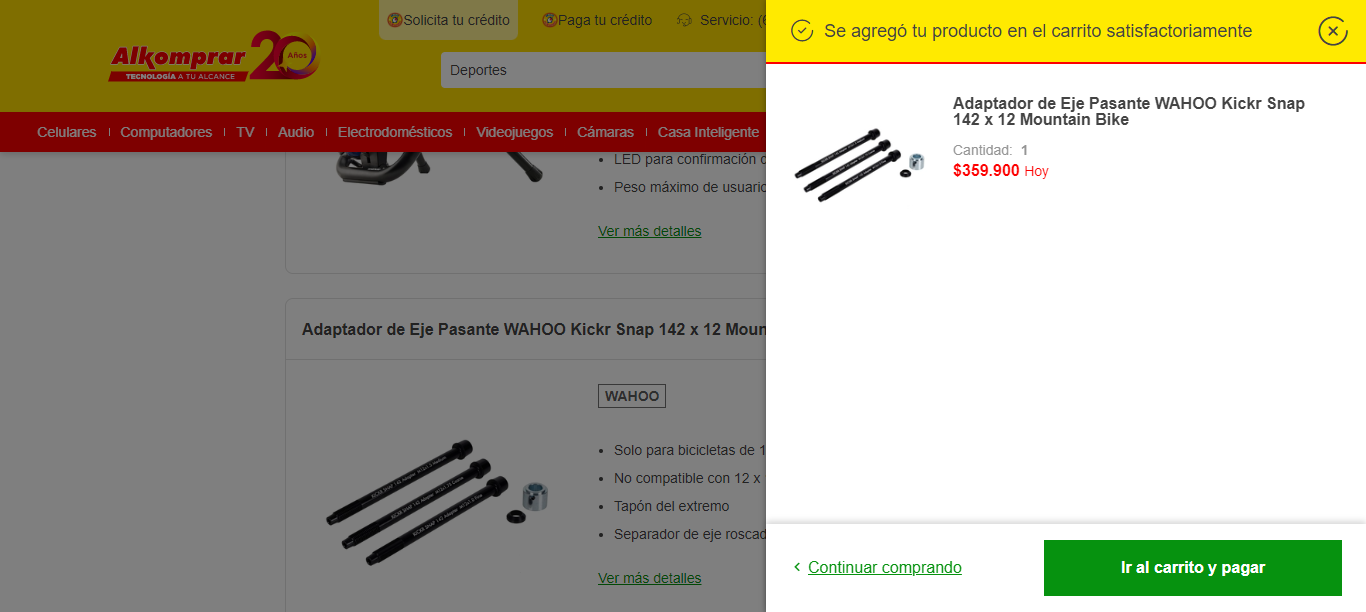 Solicita tu crédito
Paga tu crédito
Servicio: (6
Alkomprar 20 Años
TECNOLOGÍA A TU ALCANCE
Deportes
Celulares
Computadores
TV
Audio
Electrodomésticos
Videojuegos
Cámaras
Casa Inteligente
LED para confirmación d
Peso máximo de usuario
Ver más detalles
Adaptador de Eje Pasante WAHOO Kickr Snap 142 x 12 Moun
WAHOO
Solo para bicicletas de 1
No compatible con 12 x
Tapón del extremo
Separador de eje roscad
Ver más detalles
Se agregó tu producto en el carrito satisfactoriamente
Adaptador de Eje Pasante WAHOO Kickr Snap
142 x 12 Mountain Bike
Cantidad: 1
$359.900 Hoy
Continuar comprando
Ir al carrito y pagar